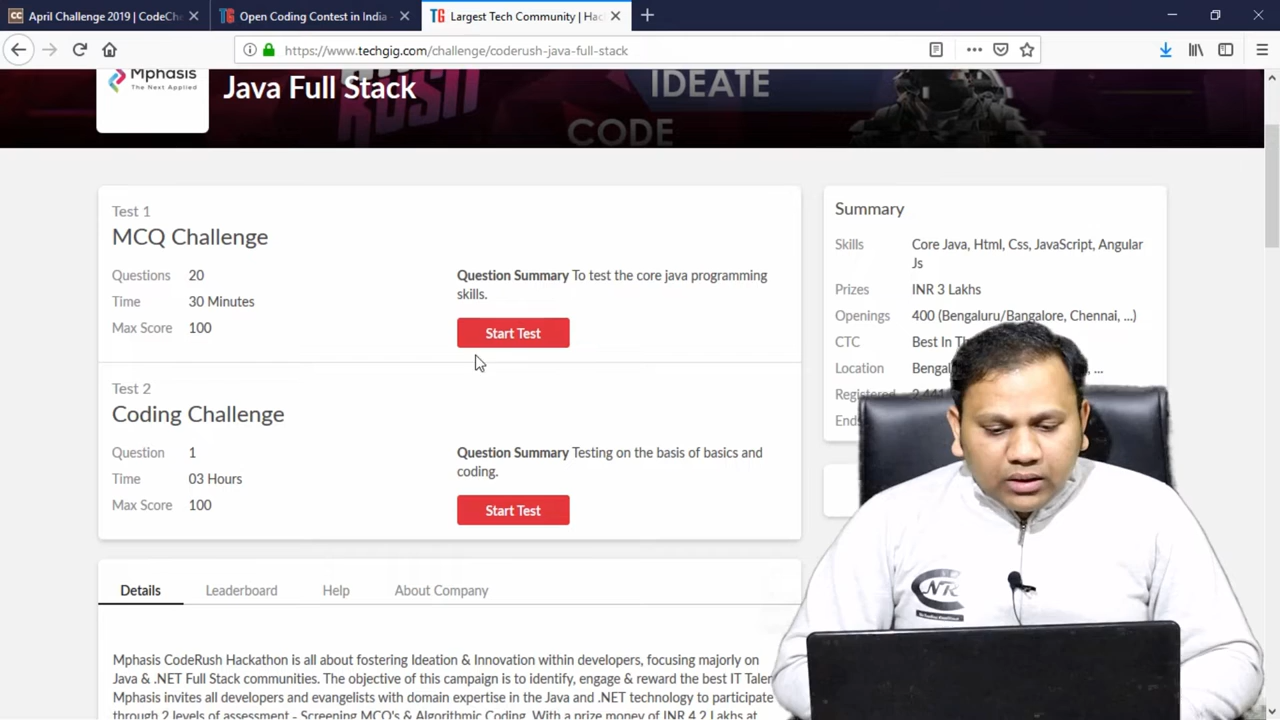 April Challenge 2019 | CodeCh
Open Coding Contest in India
Largest Tech Community | Hac
https://www.techgig.com/challenge/coderush-java-full-stack
Mphasis
The Next Applied
Java Full Stack
IDEATE
CODE
Test 1
MCQ Challenge
Questions 20
Time 30 Minutes
Max Score 100
Question Summary To test the core java programming
skills.
Start Test
Test 2
Coding Challenge
Question 1
Time 03 Hours
Max Score 100
Question Summary Testing on the basis of basics and
coding.
Start Test
Summary
Skills Core Java, Html, Css, JavaScript, Angular
Js
Prizes INR 3 Lakhs
Openings 400 (Bengaluru/Bangalore, Chennai, ...)
CTC Best In Th
Location Bengal ...
Registered 2,441
Ends
Details Leaderboard Help About Company
Mphasis CodeRush Hackathon is all about fostering Ideation & Innovation within developers, focusing majorly on
Java & .NET Full Stack communities. The objective of this campaign is to identify, engage & reward the best IT Talen
Mphasis invites all developers and evangelists with domain expertise in the Java and .NET technology to participate
through 2 levels of assessment - Screening MCQ's & Algorithmic Coding. With a prize money of INR 4.2 Lakhs at
NR